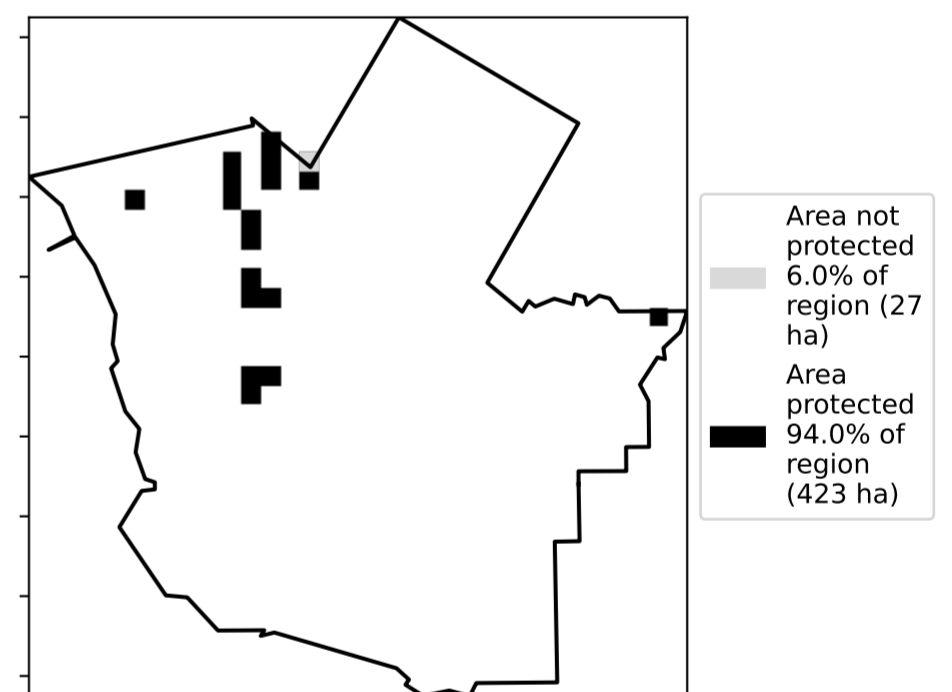 Area not
protected
6.0% of
region (27
ha)
Area
protected
94.0% of
region
(423 ha)